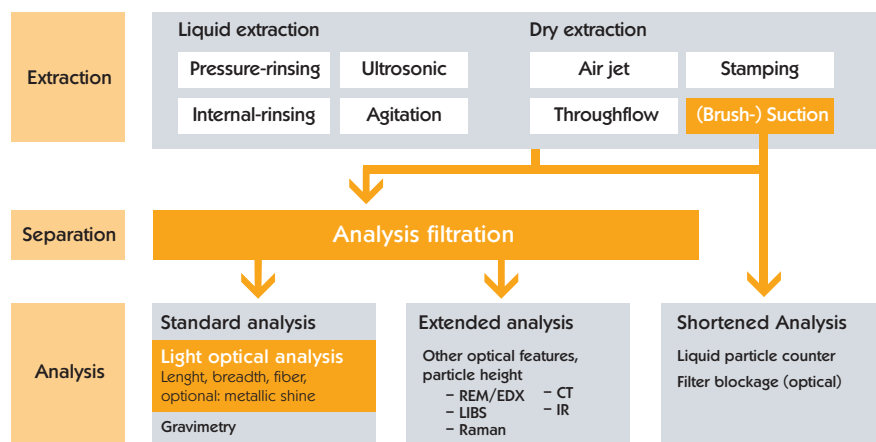 Extraction
Liquid extraction
Pressure-rinsing
Ultrosonic
Internal-rinsing
Agitation
Dry extraction
Air jet
Stamping
Throughflow
(Brush-) Suction
Separation
Analysis filtration
Analysis
Standard analysis
Light optical analysis
Lenght, breadth, fiber,
optional: metallic shine
Gravimetry
Extended analysis
Other optical features,
particle height
– REM/EDX
– LIBS
– Raman
– CT
– IR
Shortened Analysis
Liquid particle counter
Filter blockage (optical)